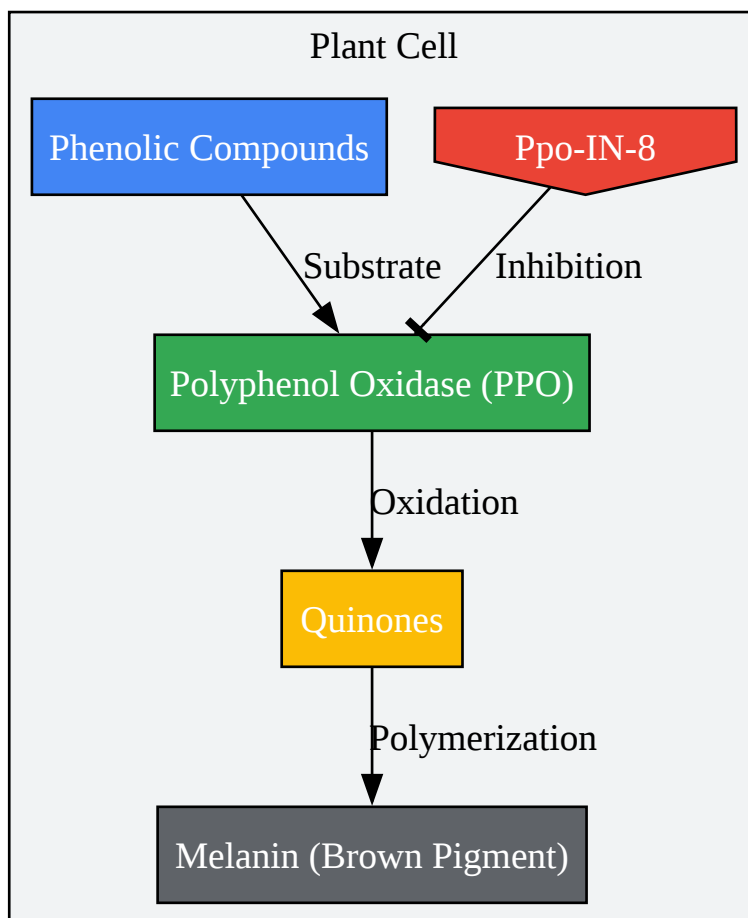 Plant Cell
Phenolic Compounds
Ppo-IN-8
Substrate
Inhibition
Polyphenol Oxidase (PPO)
Oxidation
Quinones
Polymerization
Melanin (Brown Pigment)